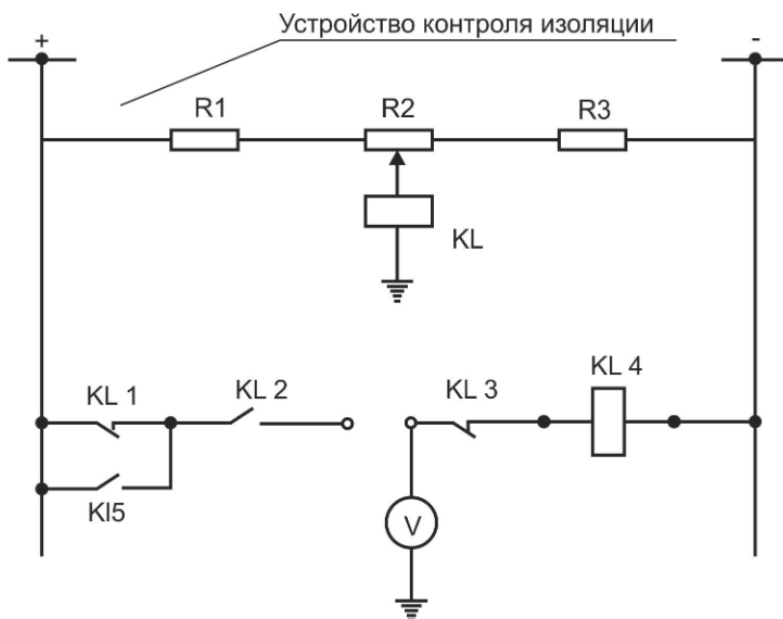 Устройство контроля изоляции
+
-
R1
R2
R3
KL
KL 1
KL 2
KL 3
KL 4
Kl5
V